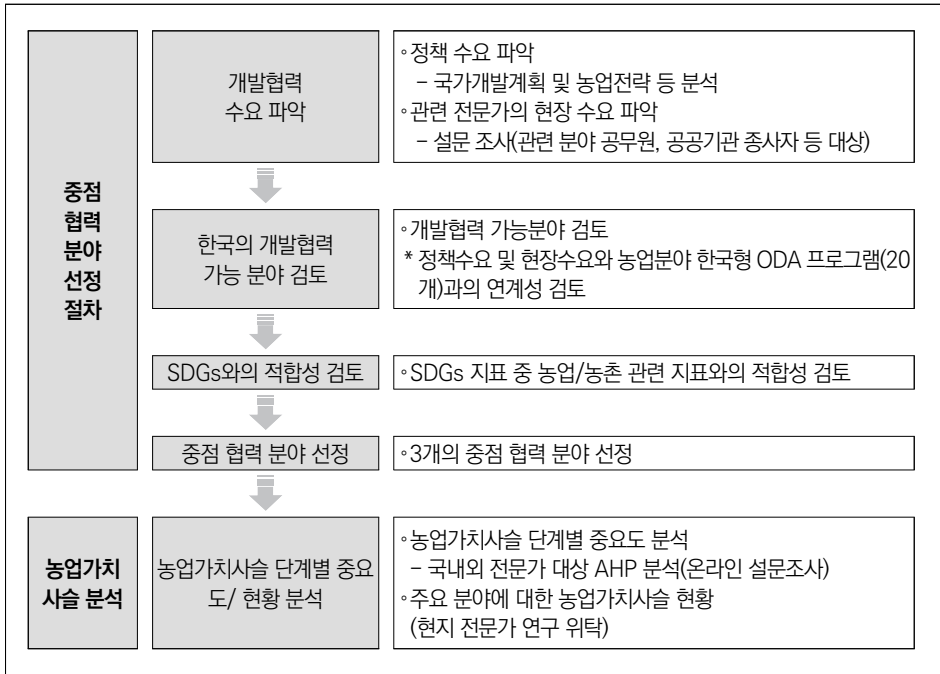 중점
협력
분야
선정
절차
개발협력
수요 파악
◦정책 수요 파악
– 국가개발계획 및 농업전략 등 분석
◦관련 전문가의 현장 수요 파악
– 설문 조사(관련 분야 공무원, 공공기관 종사자 등 대상)
한국의 개발협력
가능 분야 검토
◦개발협력 가능분야 검토
* 정책수요 및 현장수요와 농업분야 한국형 ODA 프로그램(20
개)과의 연계성 검토
SDGs와의 적합성 검토
◦SDGs 지표 중 농업/농촌 관련 지표와의 적합성 검토
중점 협력 분야 선정
◦3개의 중점 협력 분야 선정
농업가치
사슬 분석
농업가치사슬 단계별 중요
도/ 현황 분석
◦농업가치사슬 단계별 중요도 분석
– 국내외 전문가 대상 AHP 분석(온라인 설문조사)
◦주요 분야에 대한 농업가치사슬 현황
(현지 전문가 연구 위탁)